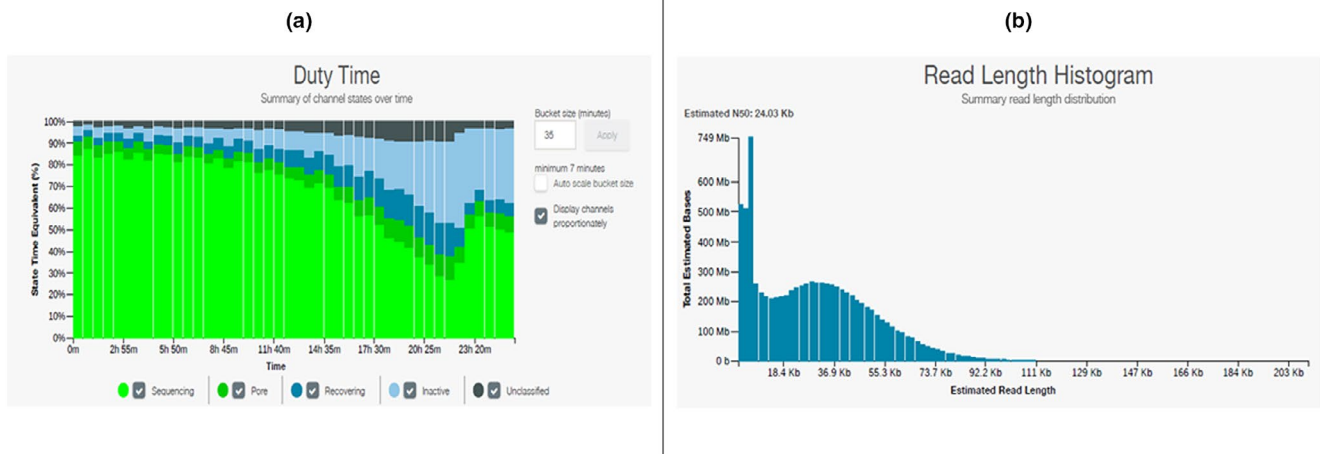 (a)
Duty Time
Summary of channel states over time
100%
90%
80%
70%
60%
50%
40%
30%
20%
10%
0%
State Time Equivalent (%)
0m 2h 55m 5h 50m 8h 45m 11h 40m 14h 35m 17h 30m 20h 25m 23h 20m
Time
Sequencing Pore Recovering Inactive Unclassified
Bucket size (minutes)
35 Apply
minimum 7 minutes
Auto scale bucket size
Display channels
proportionately
(b)
Read Length Histogram
Summary read length distribution
Estimated N50: 24.03 Kb
749 Mb
600 Mb
500 Mb
400 Mb
300 Mb
200 Mb
100 Mb
0 b
Total Estimated Bases
18.4 Kb 36.9 Kb 55.3 Kb 73.7 Kb 92.2 Kb 111 Kb 129 Kb 147 Kb 166 Kb 184 Kb 203 Kb
Estimated Read Length